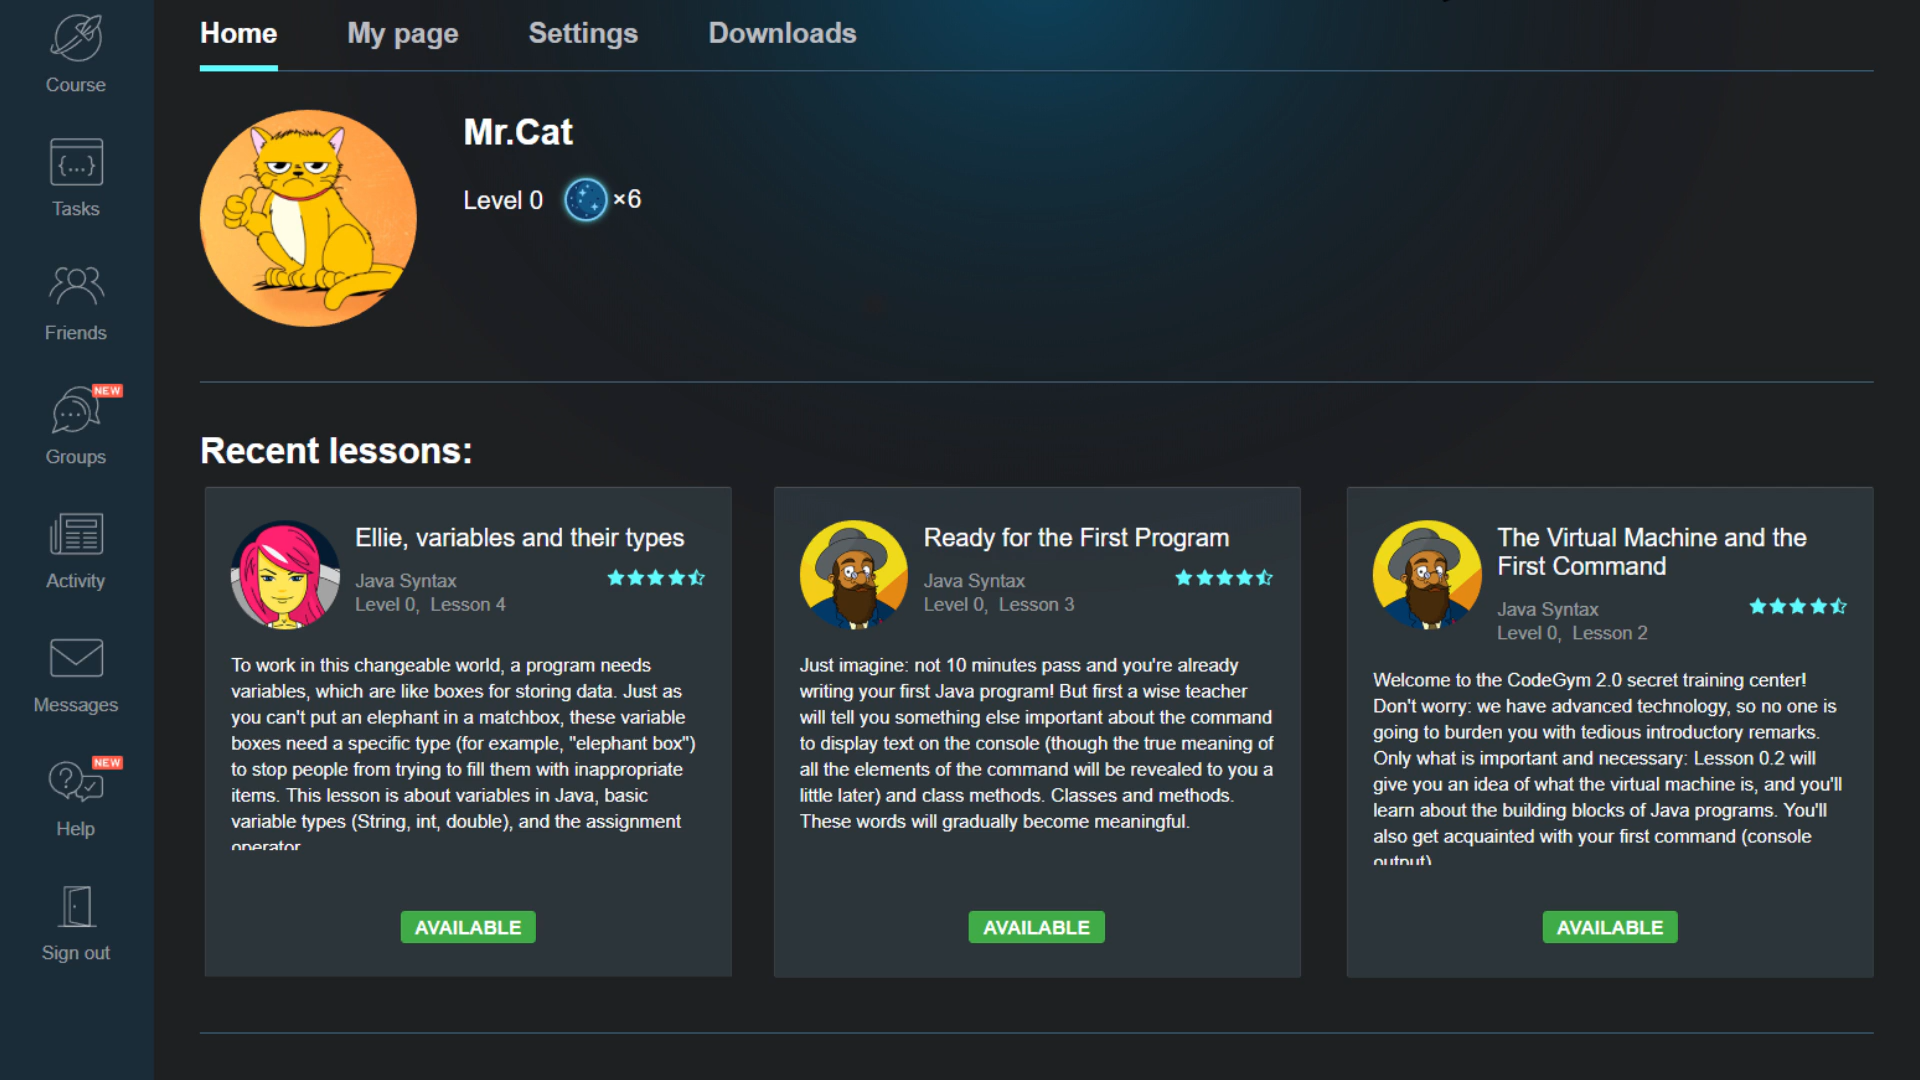 Course
{...}
Tasks
Friends
NEW
Groups
Activity
Messages
NEW
Help
Sign out
Home
My page
Settings
Downloads
Mr.Cat
Level 0 ×6
Recent lessons:
Ellie, variables and their types
Java Syntax
Level 0, Lesson 4
To work in this changeable world, a program needs
variables, which are like boxes for storing data. Just as
you can't put an elephant in a matchbox, these variable
boxes need a specific type (for example, "elephant box")
to stop people from trying to fill them with inappropriate
items. This lesson is about variables in Java, basic
variable types (String, int, double), and the assignment
operator
AVAILABLE
Ready for the First Program
Java Syntax
Level 0, Lesson 3
Just imagine: not 10 minutes pass and you're already
writing your first Java program! But first a wise teacher
will tell you something else important about the command
to display text on the console (though the true meaning of
all the elements of the command will be revealed to you a
little later) and class methods. Classes and methods.
These words will gradually become meaningful.
AVAILABLE
The Virtual Machine and the
First Command
Java Syntax
Level 0, Lesson 2
Welcome to the CodeGym 2.0 secret training center!
Don't worry: we have advanced technology, so no one is
going to burden you with tedious introductory remarks.
Only what is important and necessary: Lesson 0.2 will
give you an idea of what the virtual machine is, and you'll
learn about the building blocks of Java programs. You'll
also get acquainted with your first command (console
output)
AVAILABLE